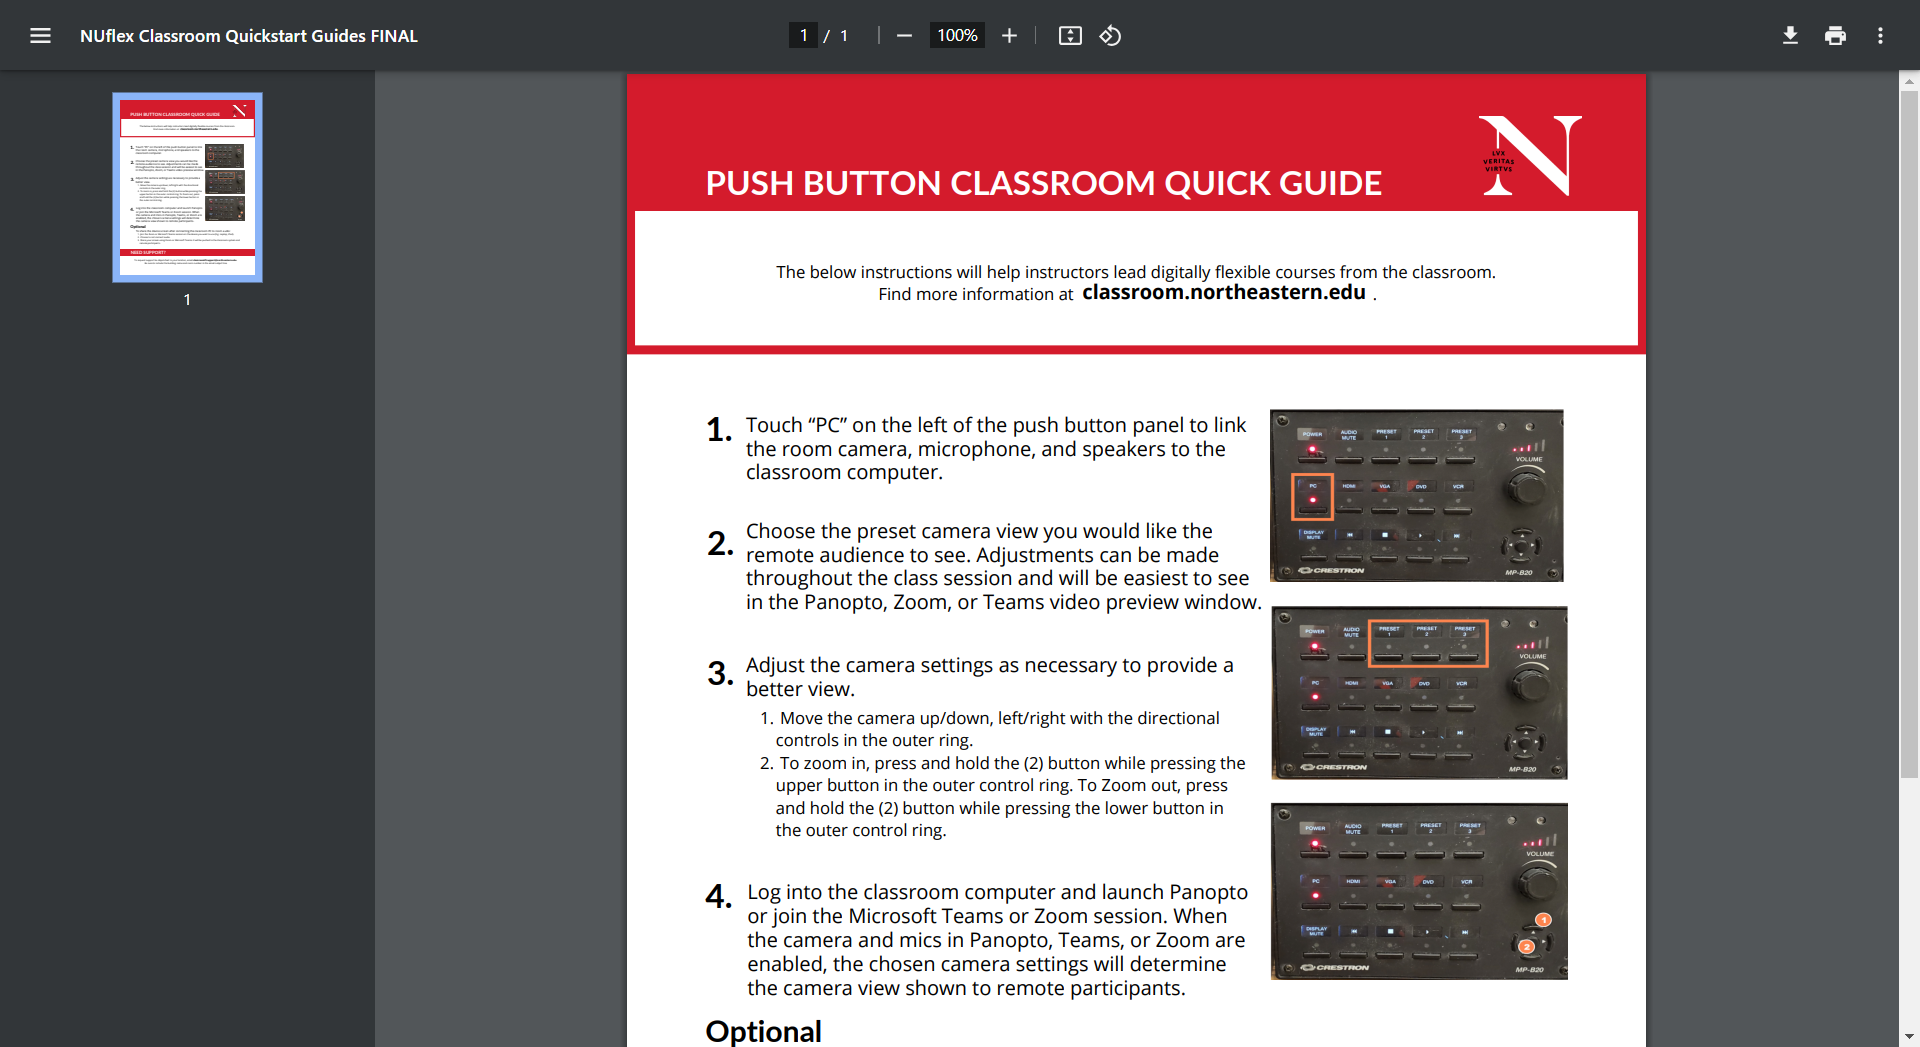 NUflex Classroom Quickstart Guides FINAL
1 / 1
100%
1
PUSH BUTTON CLASSROOM QUICK GUIDE
LVX
VERITAS
VIRTVS
The below instructions will help instructors lead digitally flexible courses from the classroom.
Find more information at classroom.northeastern.edu .
1. Touch “PC” on the left of the push button panel to link
the room camera, microphone, and speakers to the
classroom computer.
2. Choose the preset camera view you would like the
remote audience to see. Adjustments can be made
throughout the class session and will be easiest to see
in the Panopto, Zoom, or Teams video preview window.
3. Adjust the camera settings as necessary to provide a
better view.
1. Move the camera up/down, left/right with the directional
controls in the outer ring.
2. To zoom in, press and hold the (2) button while pressing the
upper button in the outer control ring. To Zoom out, press
and hold the (2) button while pressing the lower button in
the outer control ring.
4. Log into the classroom computer and launch Panopto
or join the Microsoft Teams or Zoom session. When
the camera and mics in Panopto, Teams, or Zoom are
enabled, the chosen camera settings will determine
the camera view shown to remote participants.
Optional
POWER AUDIO MUTE PRESET 1 PRESET 2 PRESET 3
VOLUME
PC HDMI VGA DVD VCR
DISPLAY MUTE
CRESTRON MP-B20
POWER AUDIO MUTE PRESET 1 PRESET 2 PRESET 3
VOLUME
PC HDMI VGA DVD VCR
DISPLAY MUTE
CRESTRON MP-B20
POWER AUDIO MUTE PRESET 1 PRESET 2 PRESET 3
VOLUME
PC HDMI VGA DVD VCR
1
DISPLAY MUTE
2
CRESTRON MP-B20